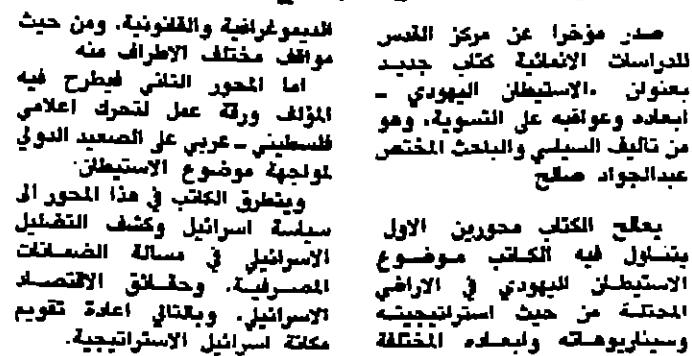 صدر مؤخرا عن مركز القدس
للدراسات الانمائية كتاب جديد
بعنوان «الاستيطان اليهودي -
ابعاده وعواقبه على التسوية» وهو
من تاليف السياسي والباحث المختص
عبدالجواد صالح
يعالج الكتاب محورين الاول
يتناول فيه الكاتب موضوع
الاستيطان اليهودي في الاراضي
المحتلة من حيث استراتيجيته
وسيناريوهاته وابعاده المختلفة
الديموغرافية والقانونية. ومن حيث
مواقف مختلف الاطراف منه
اما المحور الثاني فيطرح فيه
المؤلف ورقة عمل لتحرك اعلامي
فلسطيني - عربي على الصعيد الدولي
لمواجهة موضوع الاستيطان.
ويتطرق الكاتب في هذا المحور الى
سياسة اسرائيل وكشف التضليل
الاسرائيلي في مسالة الضمانات
المصرفية. وحقائق الاقتصاد
الاسرائيلي. وبالتالي اعادة تقويم
مكانة اسرائيل الاستراتيجية.